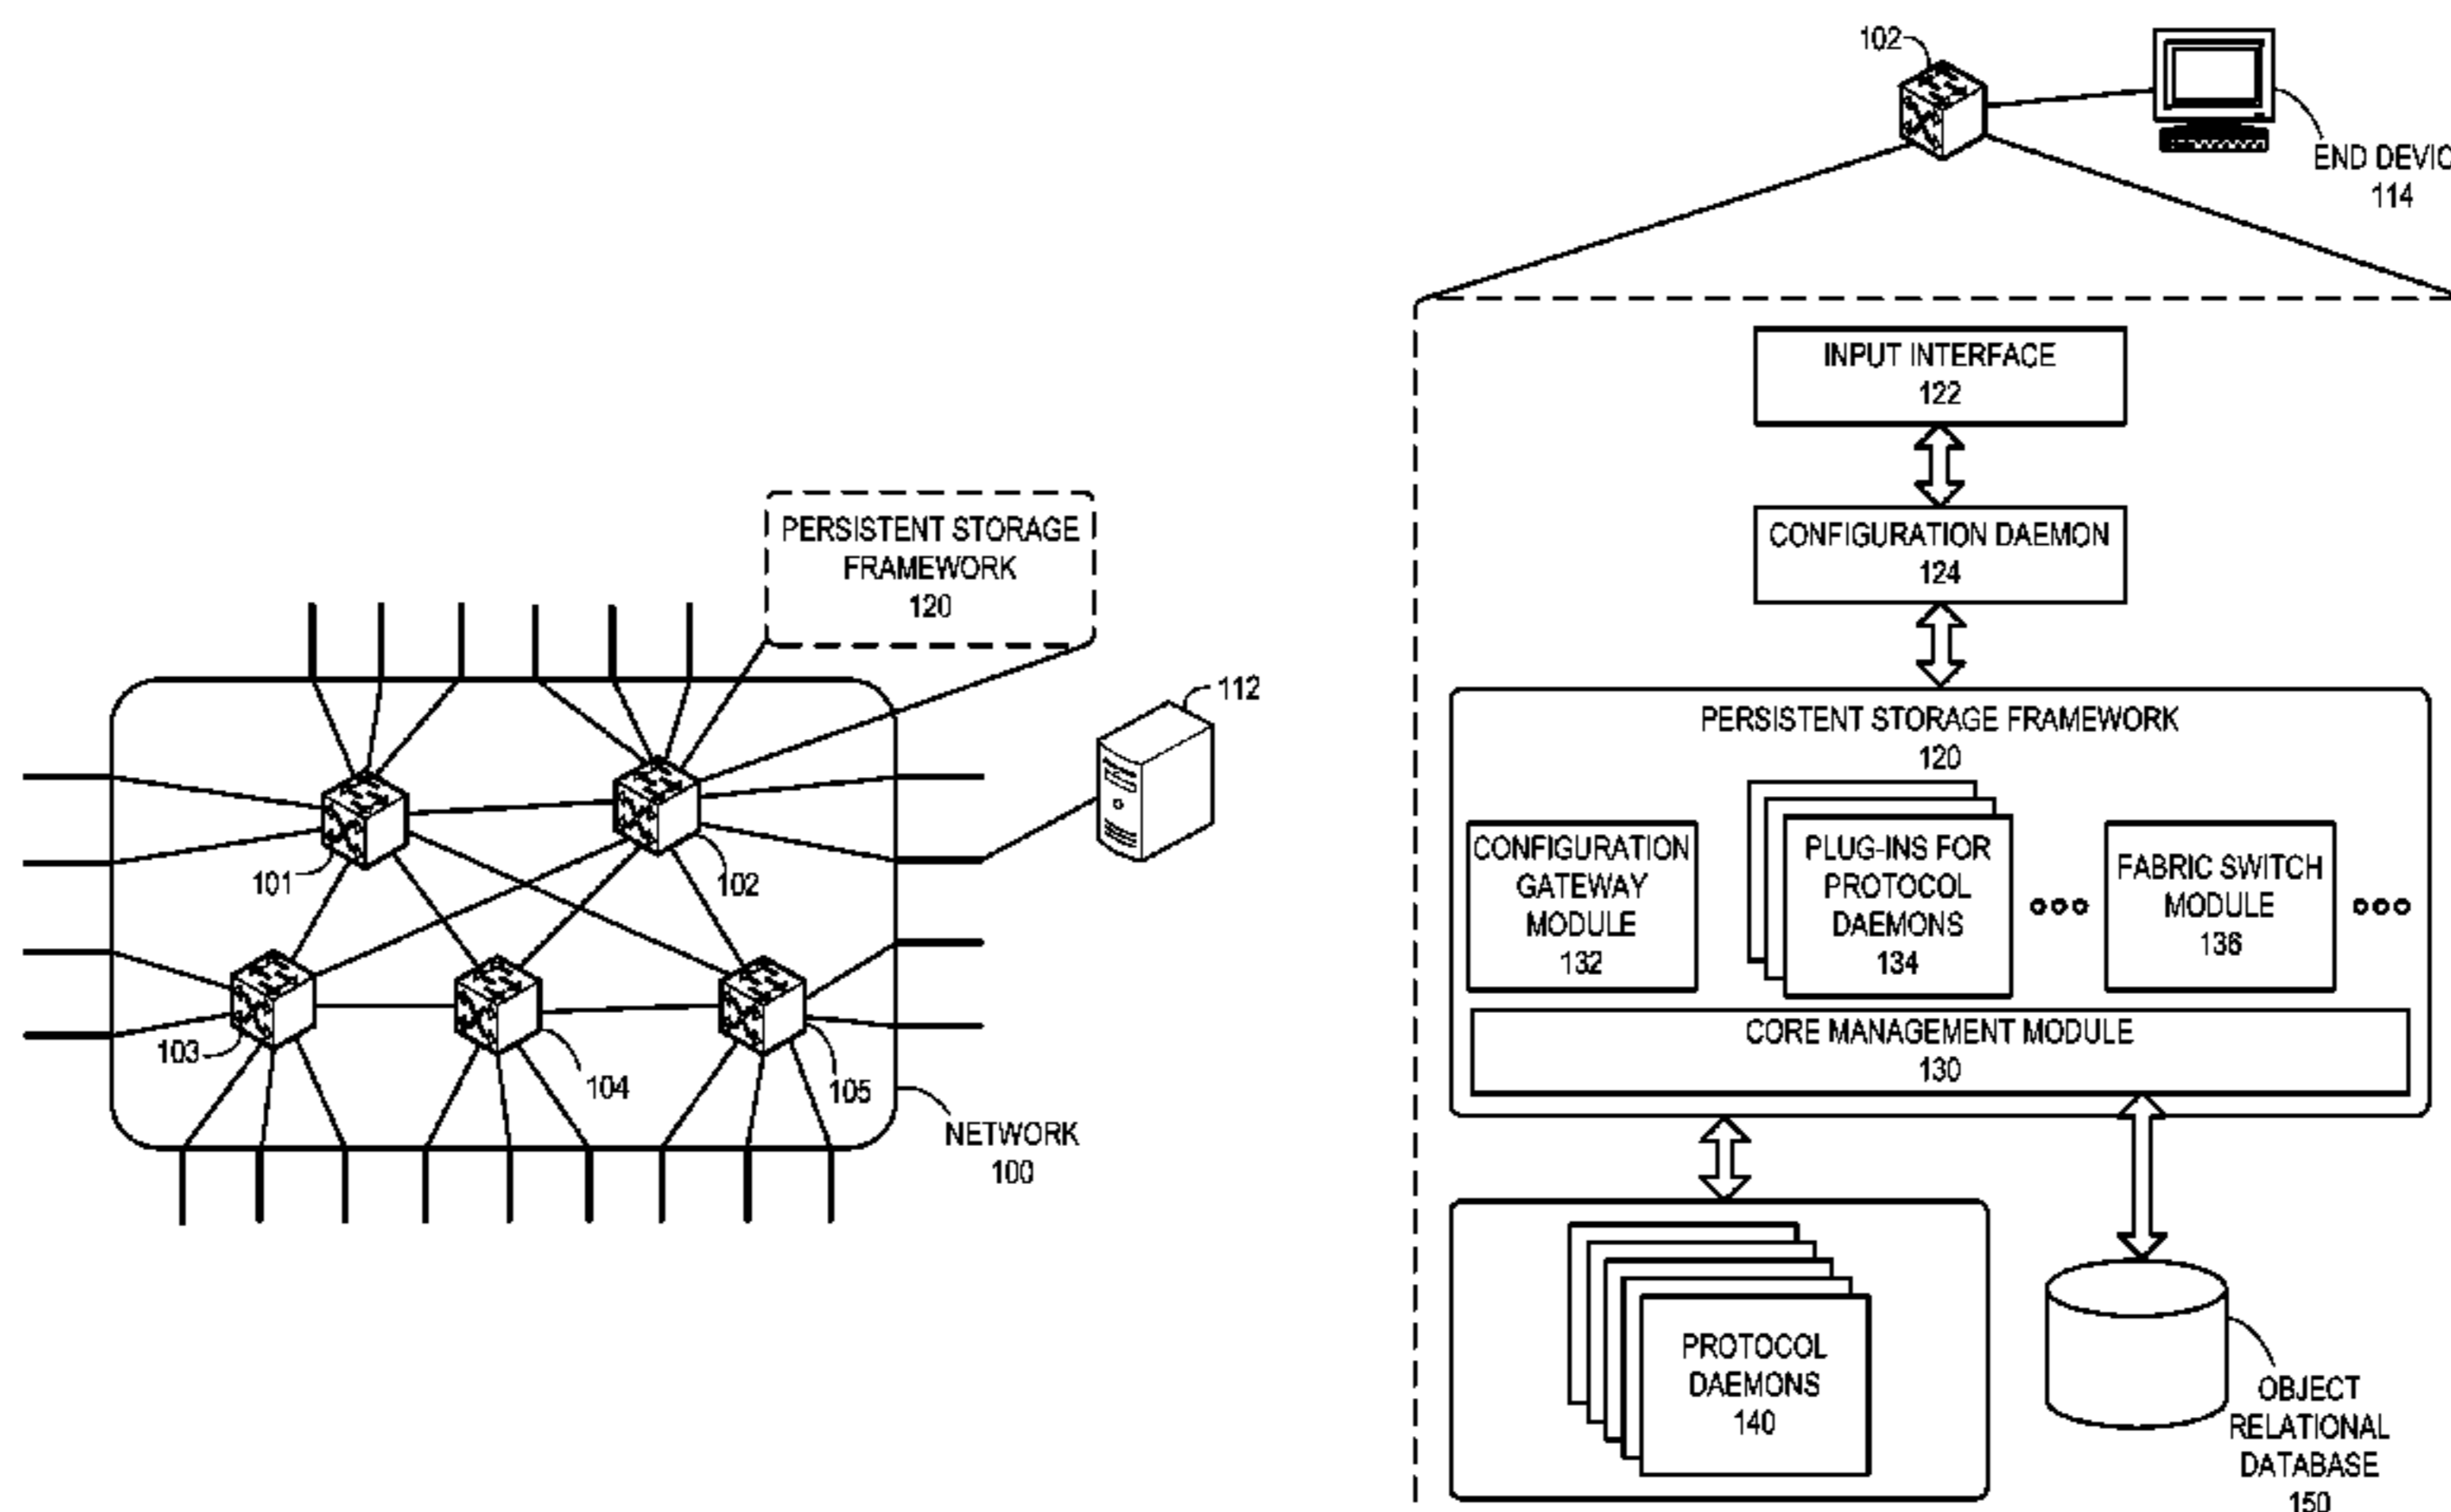 PERSISTENT STORAGE
FRAMEWORK
120
112
101
102
103
104
105
NETWORK
100
102
END DEVIC
114
INPUT INTERFACE
122
CONFIGURATION DAEMON
124
PERSISTENT STORAGE FRAMEWORK
120
CONFIGURATION
GATEWAY
MODULE
132
PLUG-INS FOR
PROTOCOL
DAEMONS
134
FABRIC SWITCH
MODULE
136
CORE MANAGEMENT MODULE
130
PROTOCOL
DAEMONS
140
OBJECT
RELATIONAL
DATABASE
150